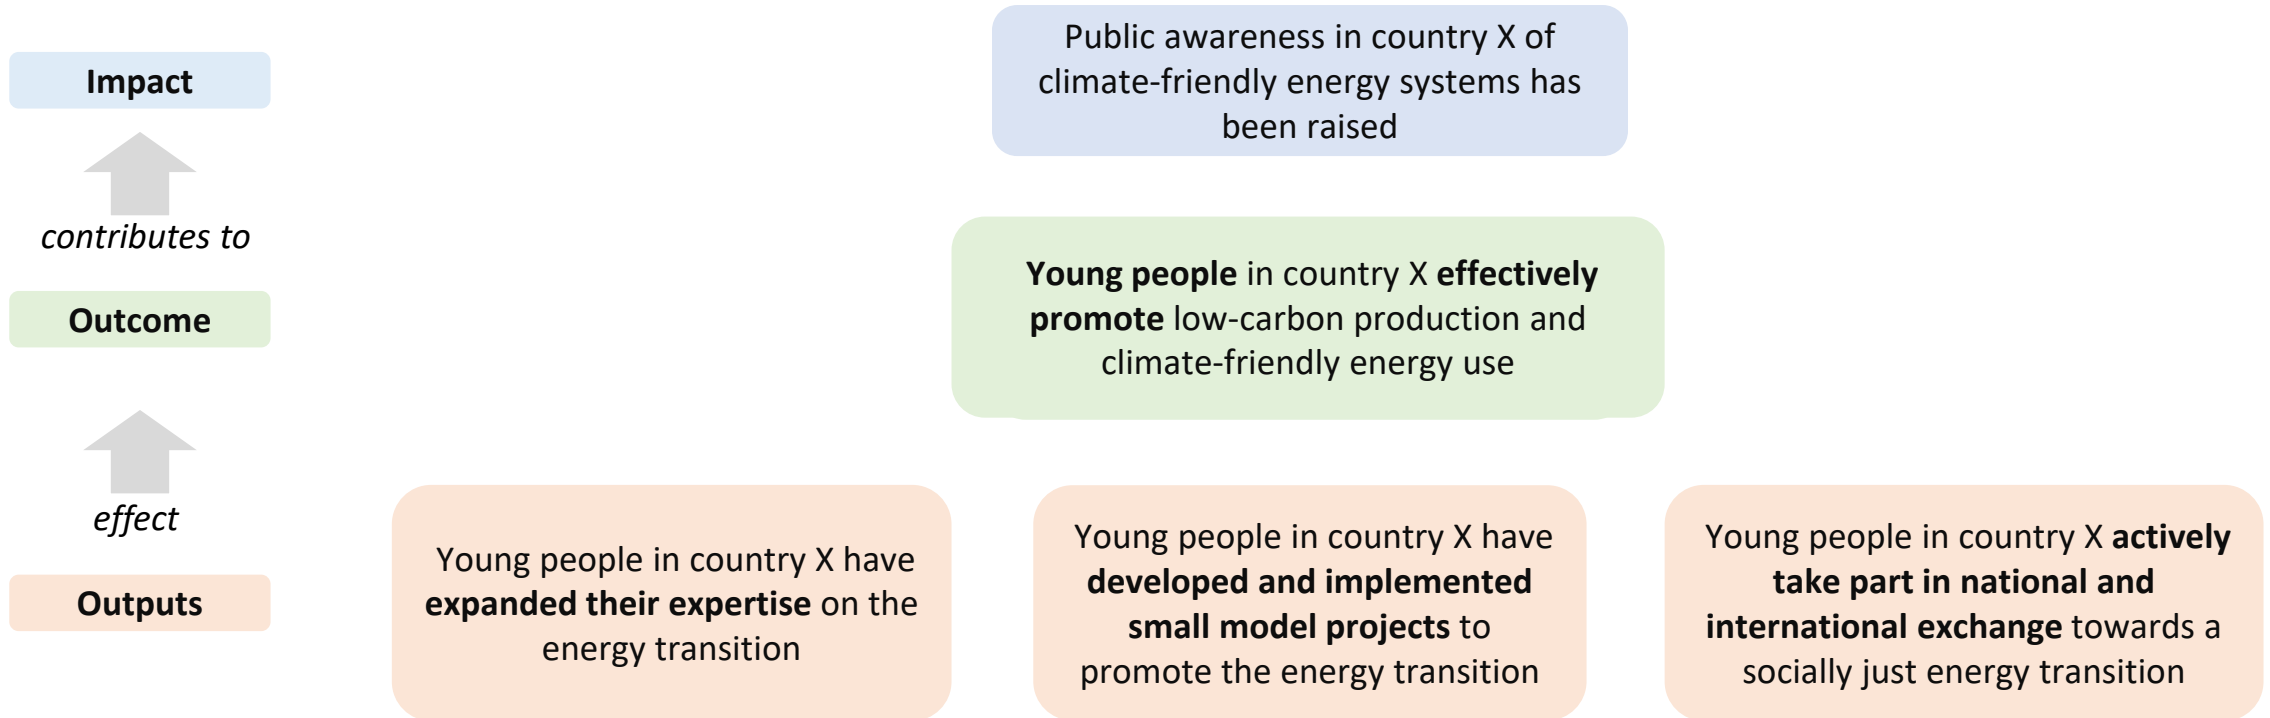 Impact
contributes to
Outcome
effect
Outputs
Public awareness in country X of
climate-friendly energy systems has
been raised
Young people in country X effectively
promote low-carbon production and
climate-friendly energy use
Young people in country X have
expanded their expertise on the
energy transition
Young people in country X have
developed and implemented
small model projects to
promote the energy transition
Young people in country X actively
take part in national and
international exchange towards a
socially just energy transition